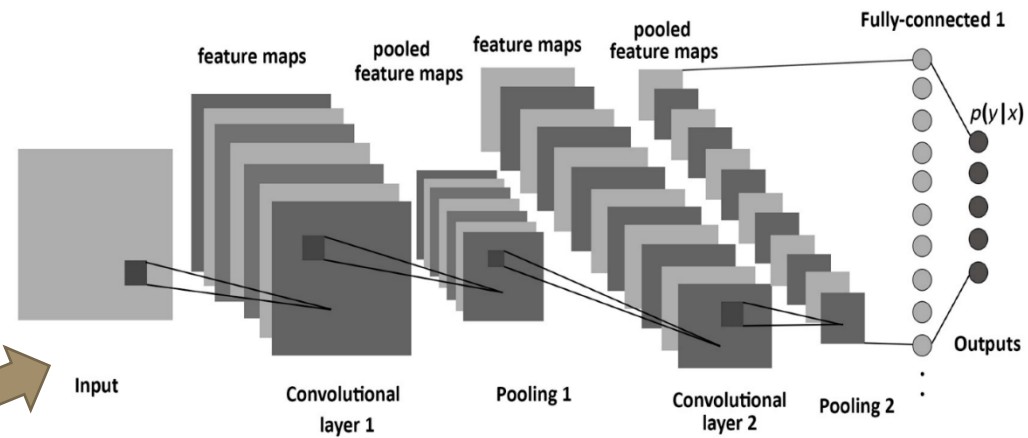 feature maps
pooled
feature maps
feature maps
pooled
feature maps
Fully-connected 1
p(y|x)
Input
Convolutional
layer 1
Pooling 1
Convolutional
layer 2
Pooling 2
Outputs